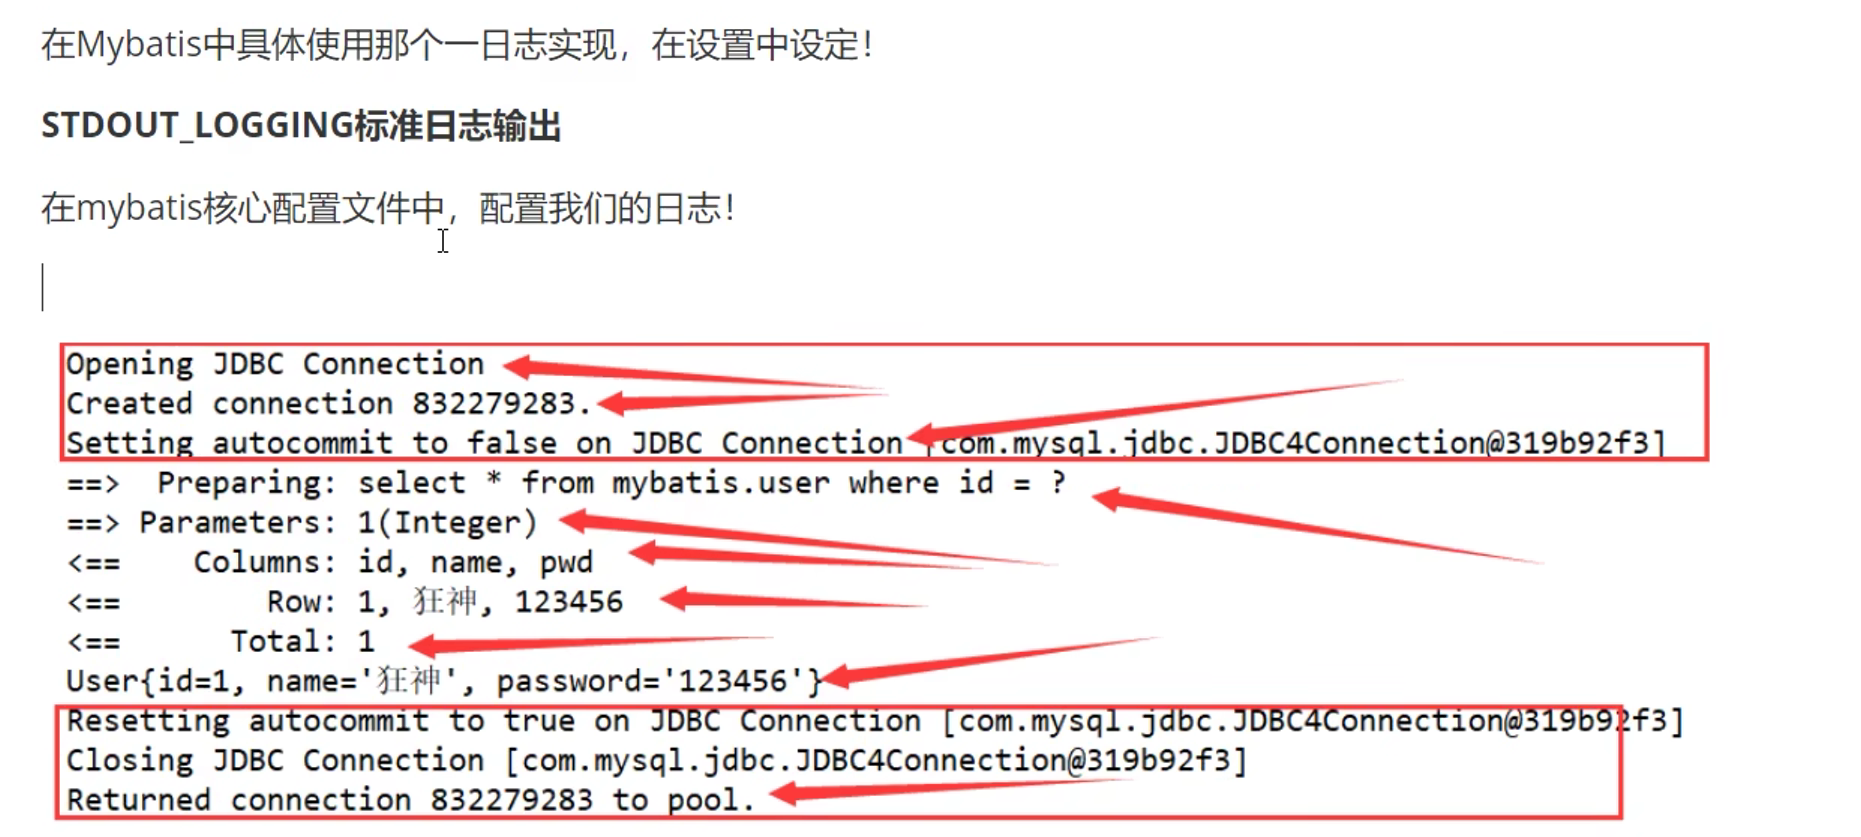 在Mybatis中具体使用那个一日志实现，在设置中设定！
STDOUT_LOGGING标准日志输出
在mybatis核心配置文件中，配置我们的日志！
Opening JDBC Connection
Created connection 832279283.
Setting autocommit to false on JDBC Connection [com.mysql.jdbc.JDBC4Connection@319b92f3]
==>  Preparing: select * from mybatis.user where id = ?
==> Parameters: 1(Integer)
<==    Columns: id, name, pwd
<==        Row: 1, 狂神, 123456
<==      Total: 1
User{id=1, name='狂神', password='123456'}
Resetting autocommit to true on JDBC Connection [com.mysql.jdbc.JDBC4Connection@319b92f3]
Closing JDBC Connection [com.mysql.jdbc.JDBC4Connection@319b92f3]
Returned connection 832279283 to pool.